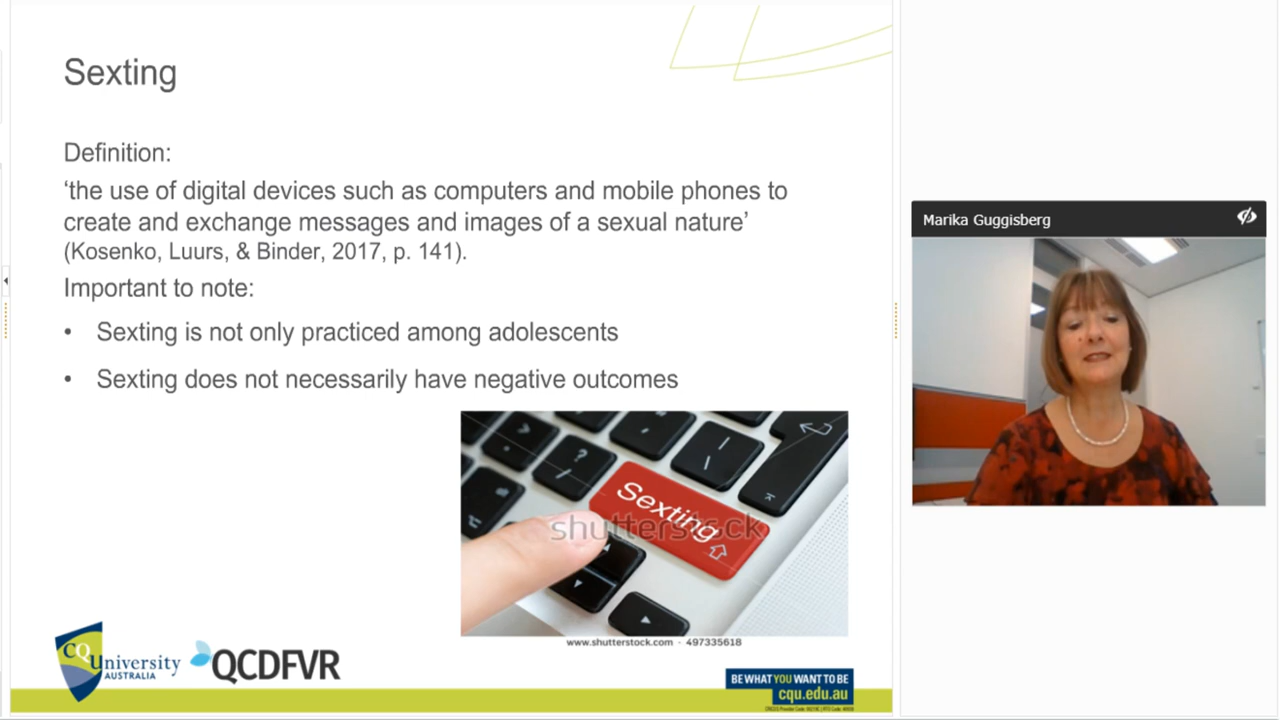 Sexting
Definition:
‘the use of digital devices such as computers and mobile phones to
create and exchange messages and images of a sexual nature’
(Kosenko, Luurs, & Binder, 2017, p. 141).
Important to note:
• Sexting is not only practiced among adolescents
• Sexting does not necessarily have negative outcomes
Sexting
shutterstock
www.shutterstock.com · 497335618
CQUniversity
AUSTRALIA
QCDFVR
BE WHAT YOU WANT TO BE
cqu.edu.au
Marika Guggisberg